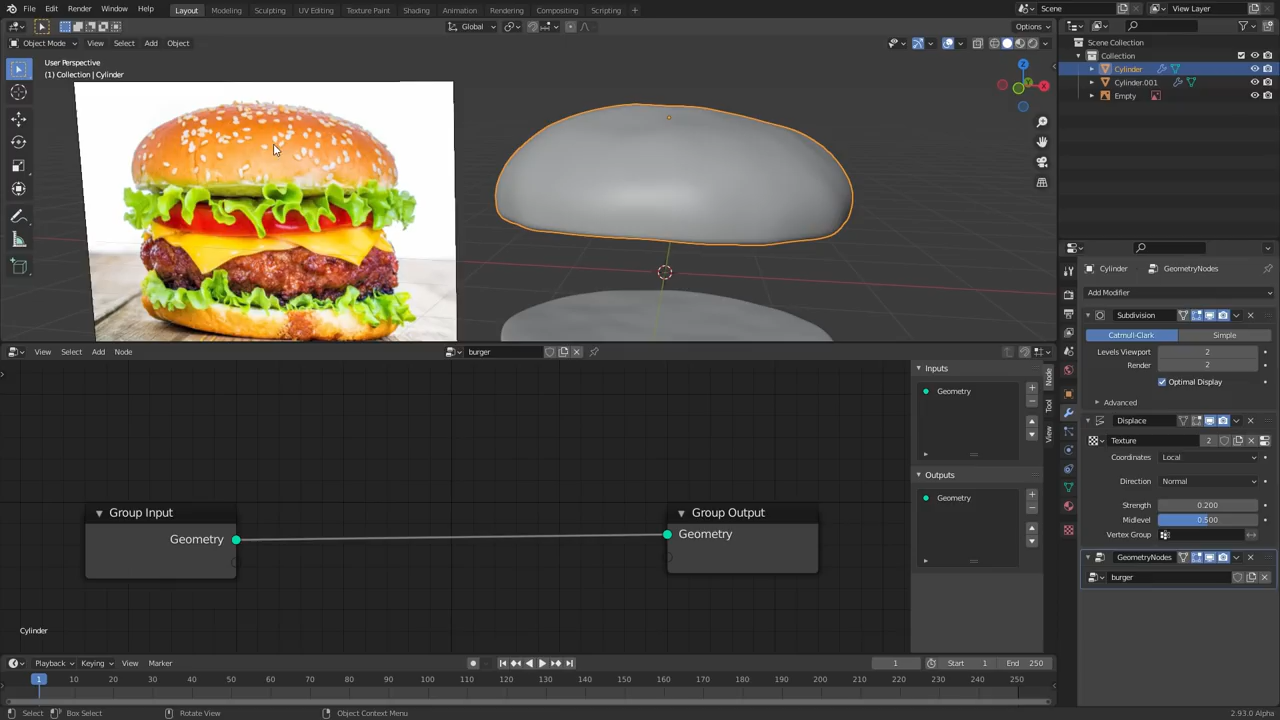 File Edit Render Window Help Layout Modeling Sculpting UV Editing Texture Paint Shading Animation Rendering Compositing Scripting + Scene View Layer
Global Options
Object Mode View Select Add Object
User Perspective
(1) Collection | Cylinder
Scene Collection
Collection
Cylinder
Cylinder.001
Empty
Z
X
Cylinder GeometryNodes
Add Modifier
Subdivision
Catmull-Clark Simple
Levels Viewport 2
Render 2
Optimal Display
Advanced
Displace
Texture 2
Coordinates Local
Direction Normal
Strength 0.200
Midlevel 0.500
Vertex Group
GeometryNodes
burger
View Select Add Node burger
Inputs
Geometry
Outputs
Geometry
Node
Tool
View
Group Input
Geometry
Group Output
Geometry
Cylinder
Playback Keying View Marker 1 Start 1 End 250
1 10 20 30 40 50 60 70 80 90 100 110 120 130 140 150 160 170 180 190 200 210 220 230 240 250
Select Box Select Rotate View Object Context Menu 2.93.0 Alpha